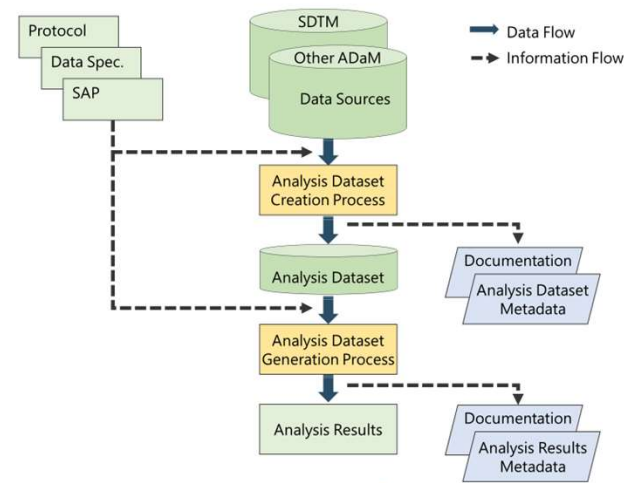 Protocol
Data Spec.
SAP
SDTM
Other ADaM
Data Sources
Data Flow
Information Flow
Analysis Dataset
Creation Process
Analysis Dataset
Documentation
Analysis Dataset
Metadata
Analysis Dataset
Generation Process
Analysis Results
Documentation
Analysis Results
Metadata